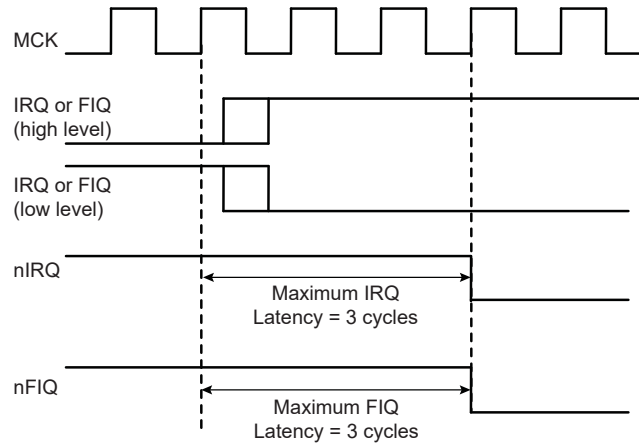 MCK
IRQ or FIQ
(high level)
IRQ or FIQ
(low level)
nIRQ
Maximum IRQ
Latency = 3 cycles
nFIQ
Maximum FIQ
Latency = 3 cycles